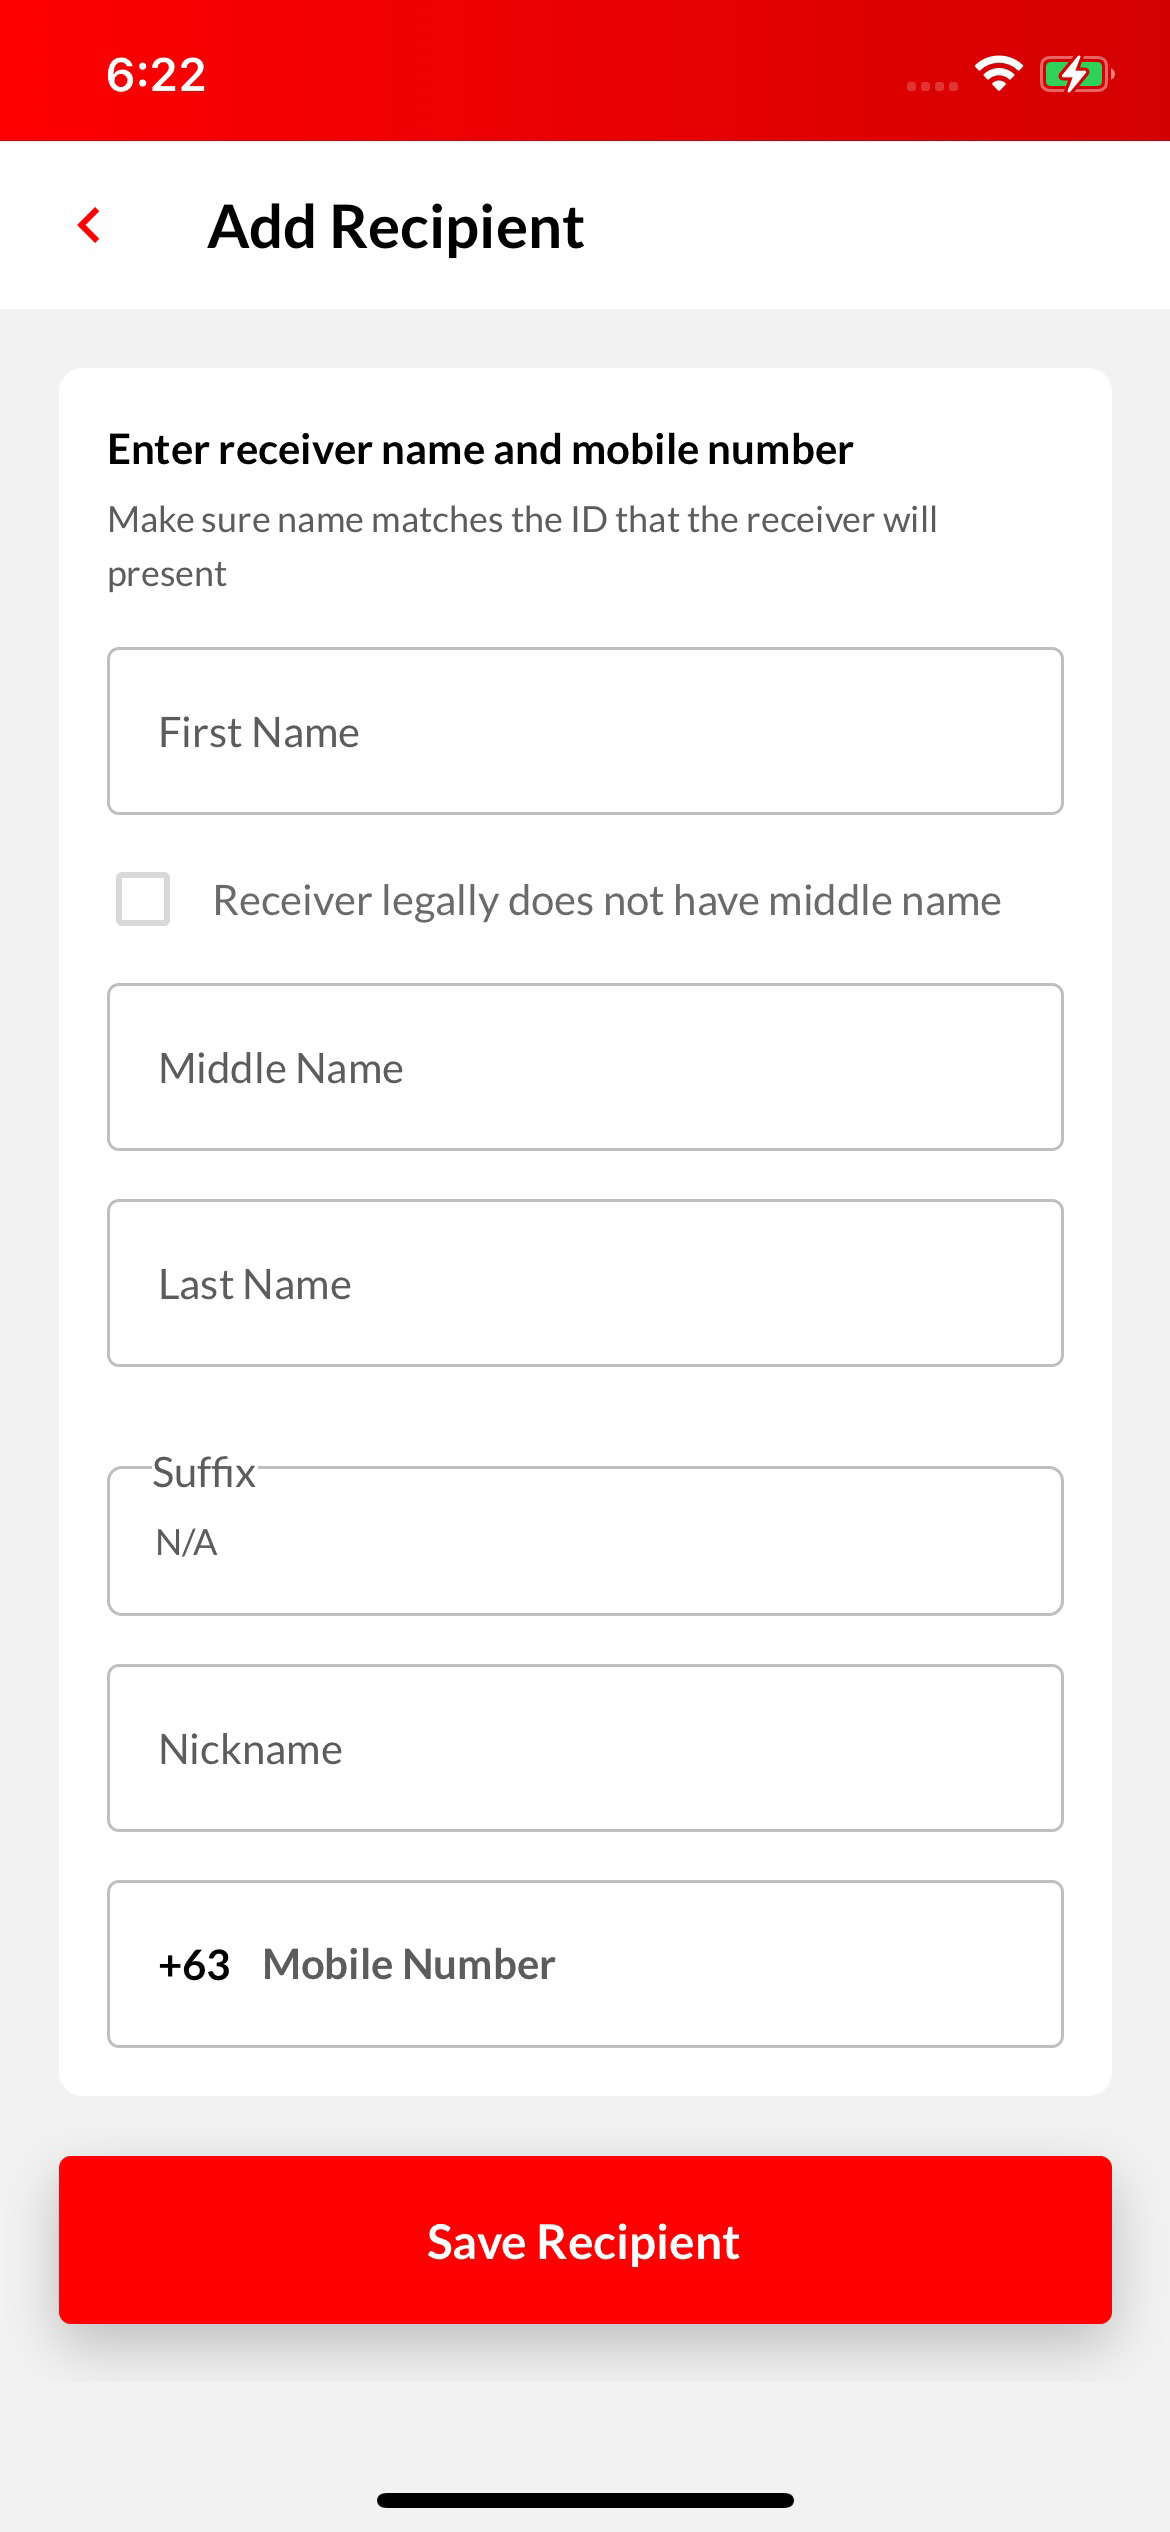 6:22
Add Recipient
Enter receiver name and mobile number
Make sure name matches the ID that the receiver will
present
First Name
Receiver legally does not have middle name
Middle Name
Last Name
Suffix
N/A
Nickname
+63 Mobile Number
Save Recipient